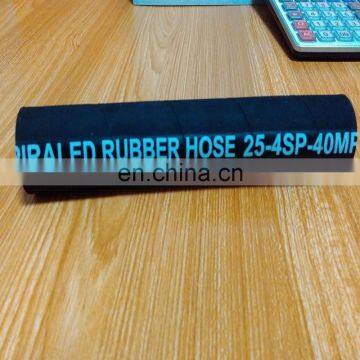 PIRALED RUBBER HOSE 25-4SP-40MP
en.china.cn